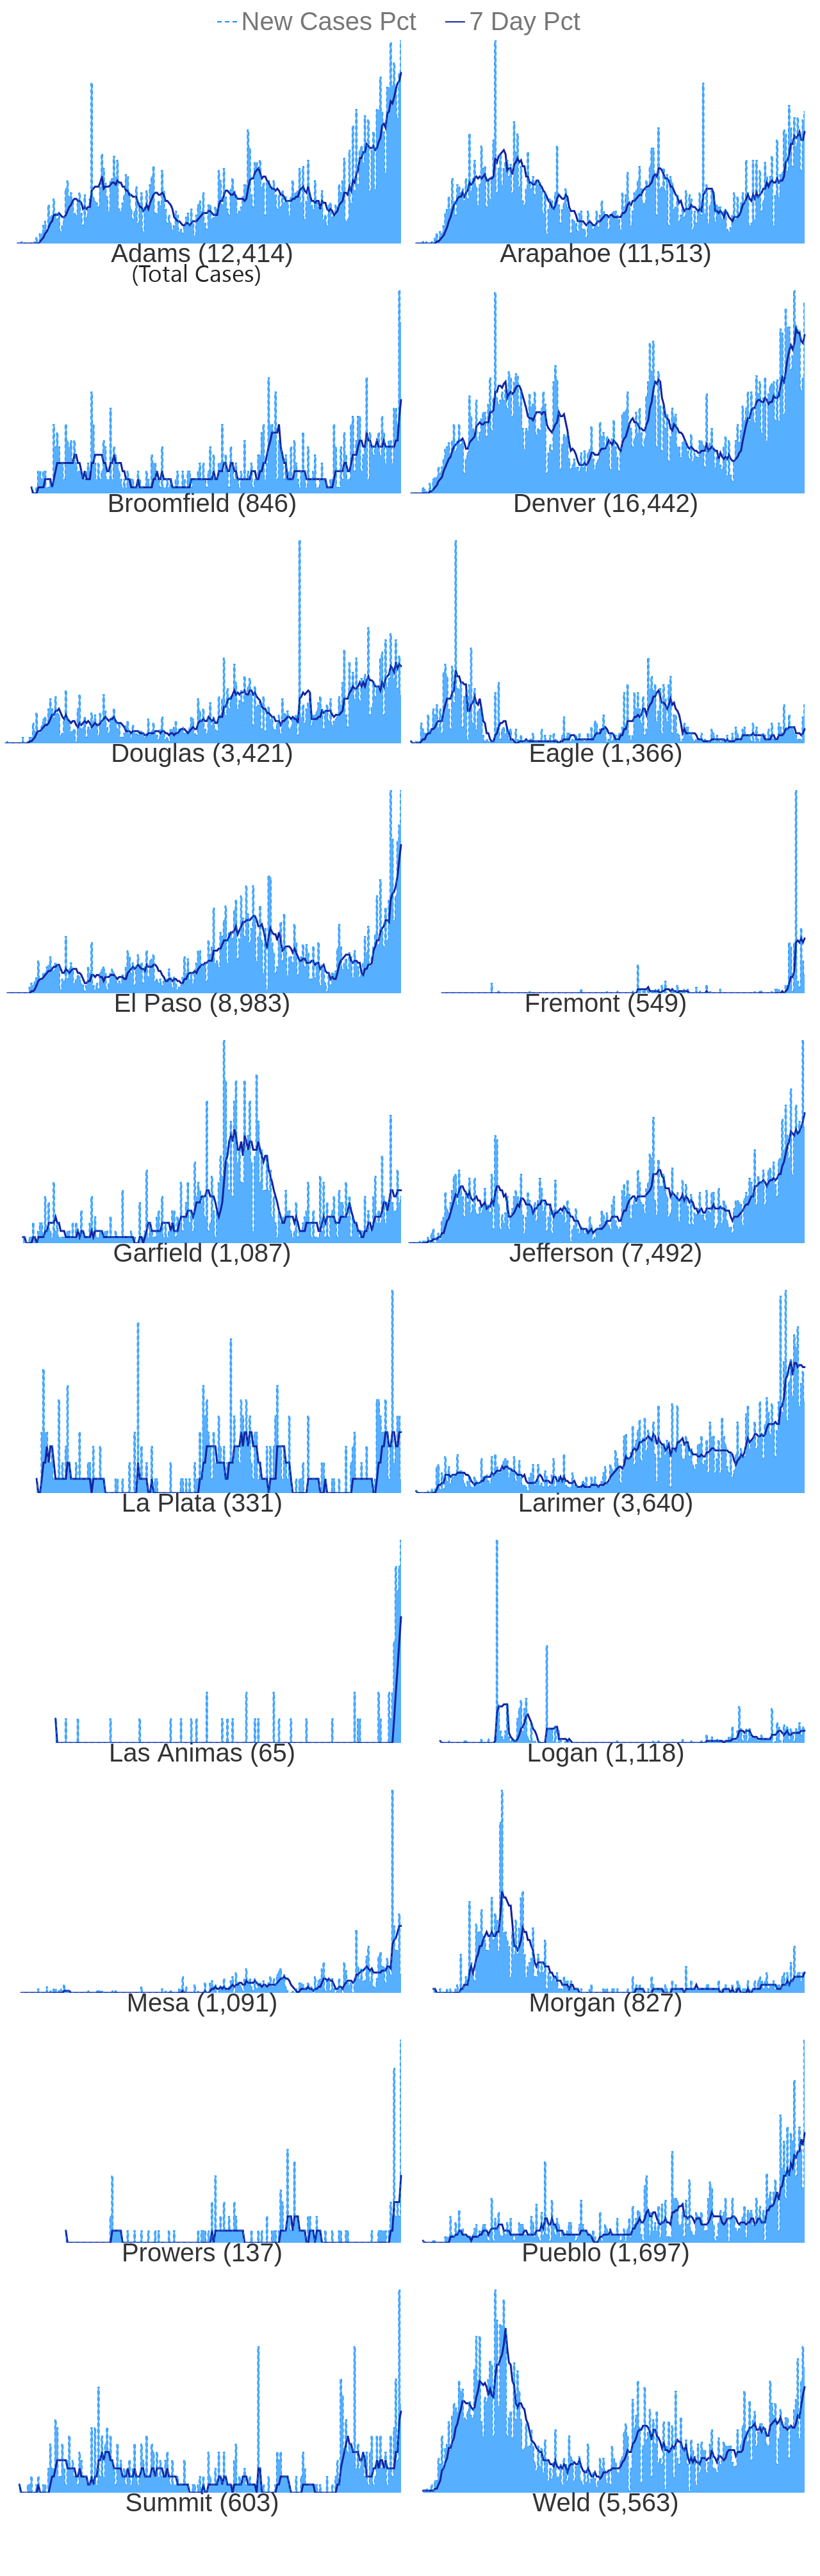 New Cases Pct 7 Day Pct
Adams (12,414) Arapahoe (11,513)
(Total Cases)
Broomfield (846) Denver (16,442)
Douglas (3,421) Eagle (1,366)
El Paso (8,983) Fremont (549)
Garfield (1,087) Jefferson (7,492)
La Plata (331) Larimer (3,640)
Las Animas (65) Logan (1,118)
Mesa (1,091) Morgan (827)
Prowers (137) Pueblo (1,697)
Summit (603) Weld (5,563)